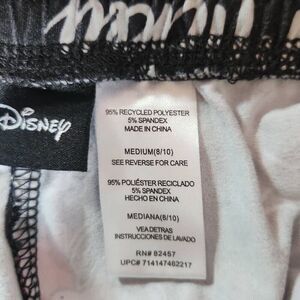 Disney
95% RECYCLED POLYESTER
5% SPANDEX
MADE IN CHINA
MEDIUM(8/10)
SEE REVERSE FOR CARE
95% POLIÉSTER RECICLADO
5% SPANDEX
HECHO EN CHINA
MEDIANA(8/10)
VEA DETRAS
INSTRUCCIONES DE LAVADO
RN# 82457
UPC# 714147462217